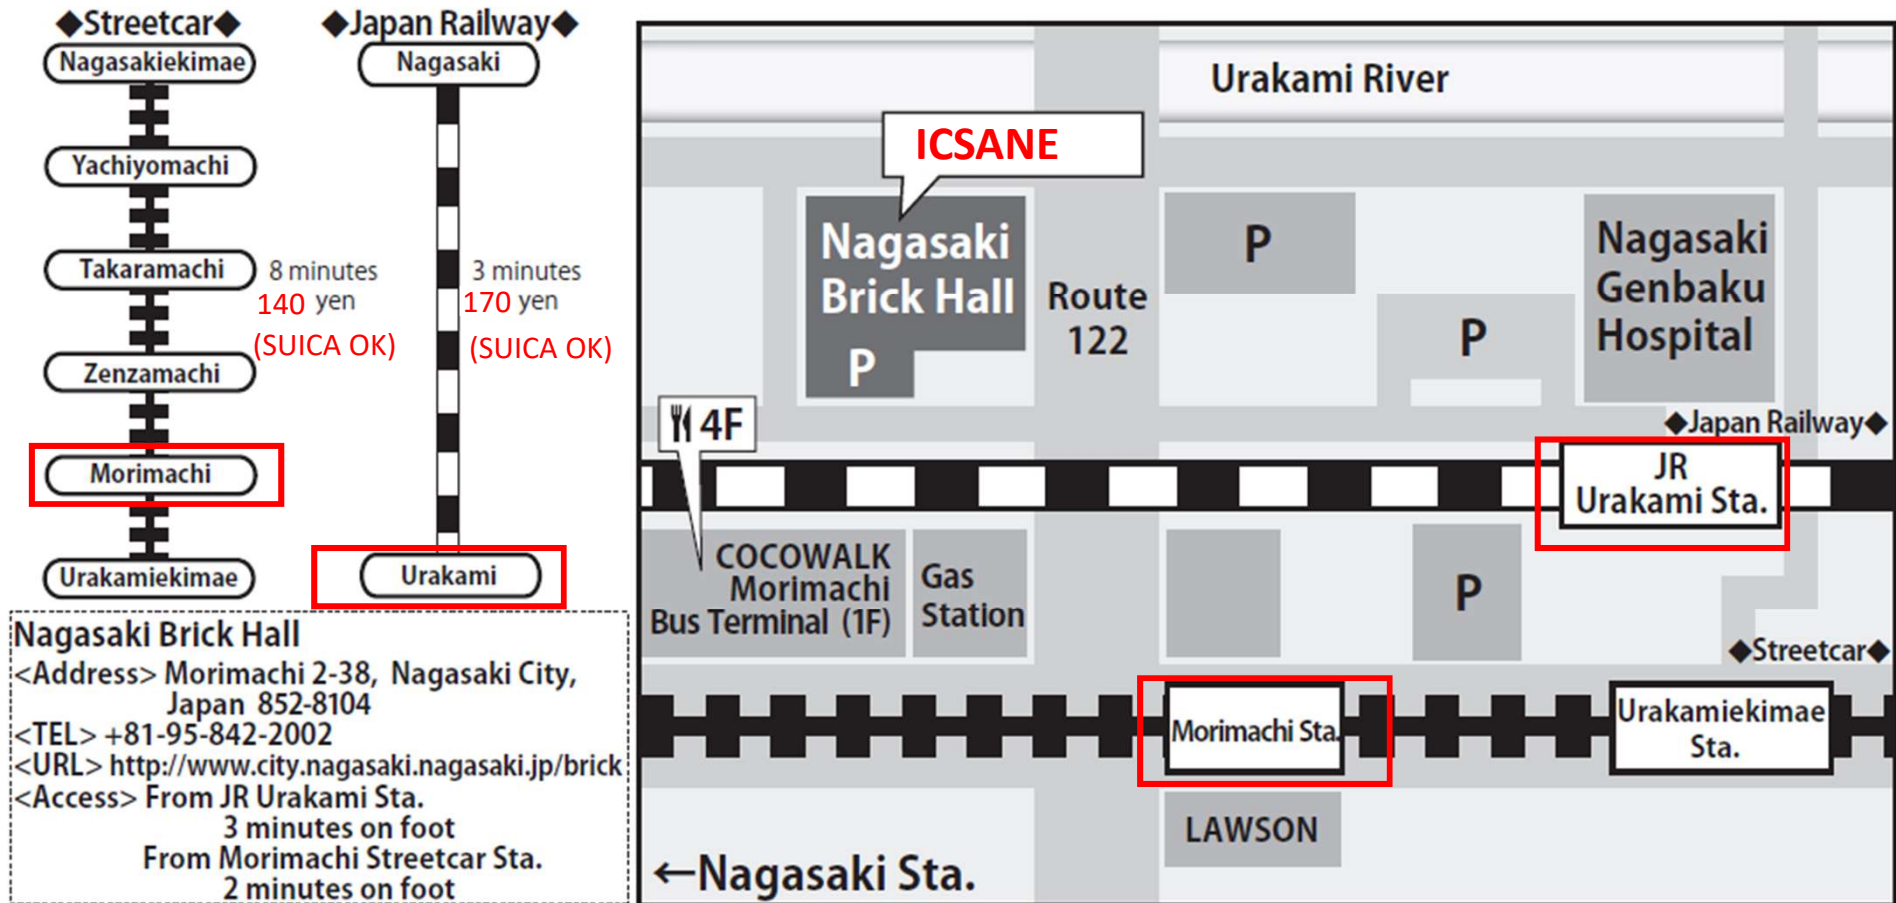 ◆Streetcar◆
Nagasakiekimae
Yachiyomachi
Takaramachi
8 minutes
140 yen
(SUICA OK)
Zenzamachi
Morimachi
Urakamiekimae
◆Japan Railway◆
Nagasaki
3 minutes
170 yen
(SUICA OK)
Urakami
Nagasaki Brick Hall
<Address> Morimachi 2-38, Nagasaki City,
Japan 852-8104
<TEL> +81-95-842-2002
<URL> http://www.city.nagasaki.nagasaki.jp/brick
<Access> From JR Urakami Sta.
3 minutes on foot
From Morimachi Streetcar Sta.
2 minutes on foot
Urakami River
ICSANE
Nagasaki
Brick Hall
P
Route
122
P
P
Nagasaki
Genbaku
Hospital
4F
◆Japan Railway◆
JR
Urakami Sta.
COCOWALK
Morimachi
Bus Terminal (1F)
Gas
Station
P
◆Streetcar◆
Morimachi Sta.
Urakamiekimae
Sta.
LAWSON
←Nagasaki Sta.